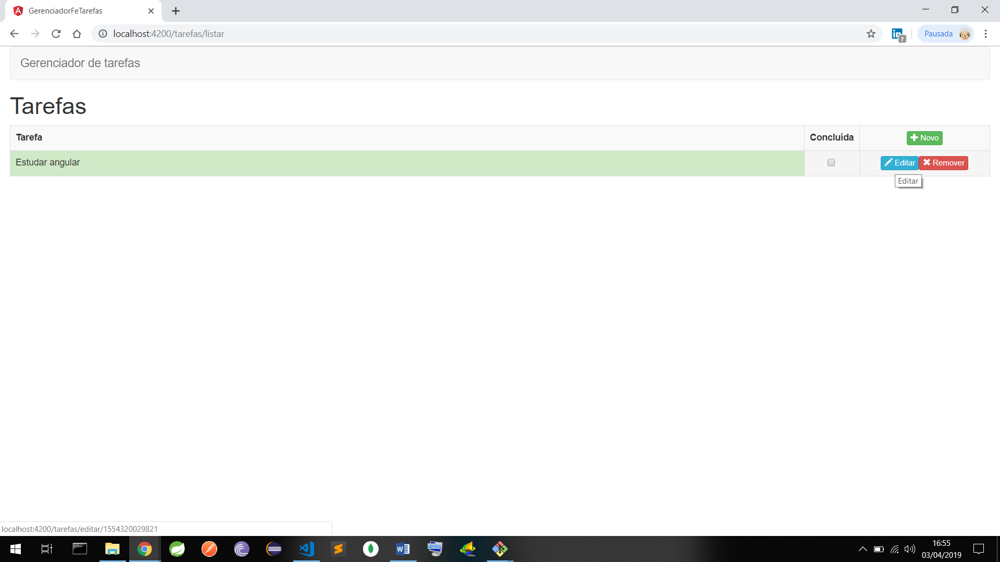 GerenciadorFeTarefas
localhost:4200/tarefas/listar
in
?
Pausada
Gerenciador de tarefas
Tarefas
Tarefa Concluída Novo
Estudar angular Editar Remover
Editar
localhost:4200/tarefas/editar/1554320029821
16:55
03/04/2019